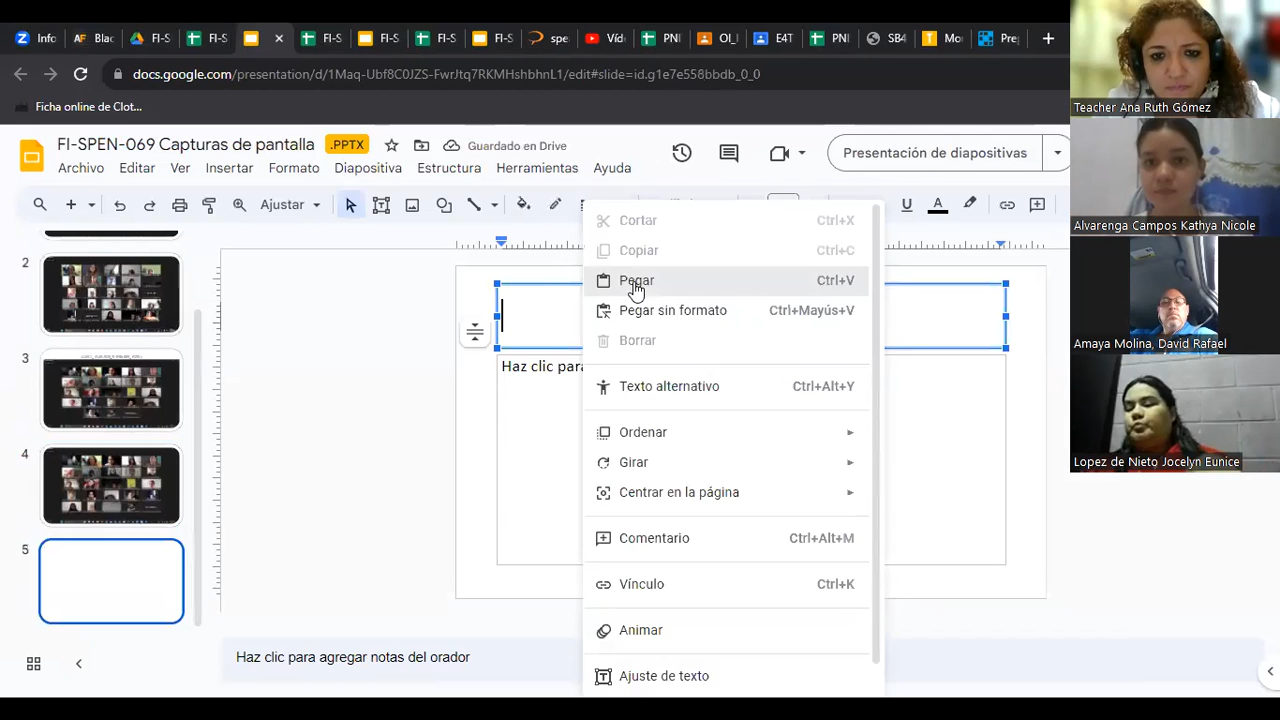 Info
Blac
FI-S
FI-S
FI-S
FI-S
FI-S
FI-S
spe
Víd
PNI
OI_I
E4T
PNI
SB4
Mo
Pre
docs.google.com/presentation/d/1Maq-Ubf8C0JZS-FwrJtq7RKMHshbhnL1/edit#slide=id.g1e7e558bbdb_0_0
Ficha online de Clot...
FI-SPEN-069 Capturas de pantalla .PPTX Guardado en Drive
Presentación de diapositivas
Archivo Editar Ver Insertar Formato Diapositiva Estructura Herramientas Ayuda
Ajustar
2
3
4
5
Cortar Ctrl+X
Copiar Ctrl+C
Pegar Ctrl+V
Pegar sin formato Ctrl+Mayús+V
Borrar
Texto alternativo Ctrl+Alt+Y
Ordenar
Girar
Centrar en la página
Comentario Ctrl+Alt+M
Vínculo Ctrl+K
Animar
Ajuste de texto
Haz clic para
Haz clic para agregar notas del orador
Teacher Ana Ruth Gómez
Alvarenga Campos Kathya Nicole
Amaya Molina, David Rafael
Lopez de Nieto Jocelyn Eunice